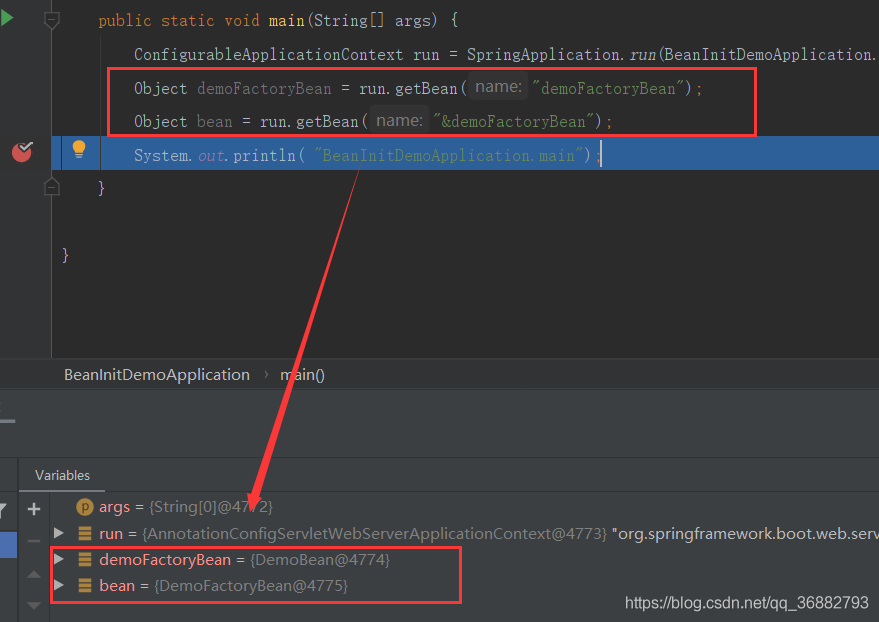 public static void main(String[] args) {
ConfigurableApplicationContext run = SpringApplication.run(BeanInitDemoApplication.
Object demoFactoryBean = run.getBean( name: "demoFactoryBean");
Object bean = run.getBean( name: "&demoFactoryBean");
System.out.println( "BeanInitDemoApplication.main");
}
}
BeanInitDemoApplication › main()
Variables
args = {String[0]@4772}
run = {AnnotationConfigServletWebServerApplicationContext@4773} "org.springframework.boot.web.serv
demoFactoryBean = {DemoBean@4774}
bean = {DemoFactoryBean@4775}
https://blog.csdn.net/qq_36882793